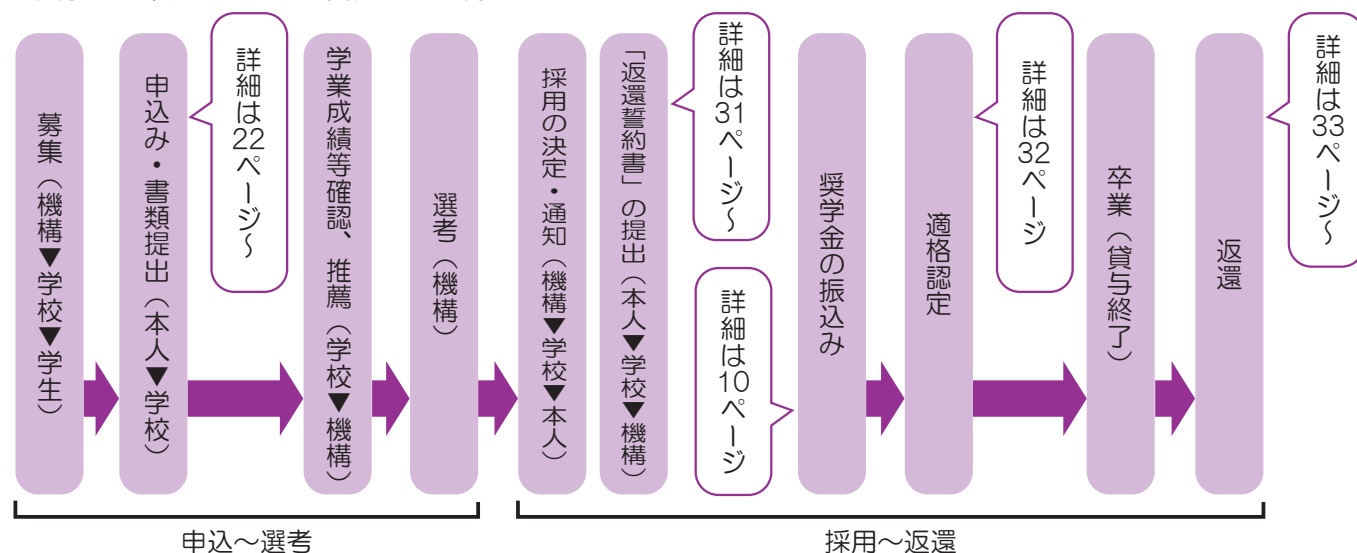 募集（機構▼学校▼学生）
申込み・書類提出（本人▼学校）
詳細は22ページ～
学業成績等確認、推薦（学校▼機構）
選考（機構）
採用の決定・通知（機構▼学校▼本人）
「返還誓約書」の提出（本人▼学校▼機構）
詳細は31ページ～
詳細は10ページ
奨学金の振込み
適格認定
詳細は32ページ
卒業（貸与終了）
返還
詳細は33ページ～
申込～選考
採用～返還